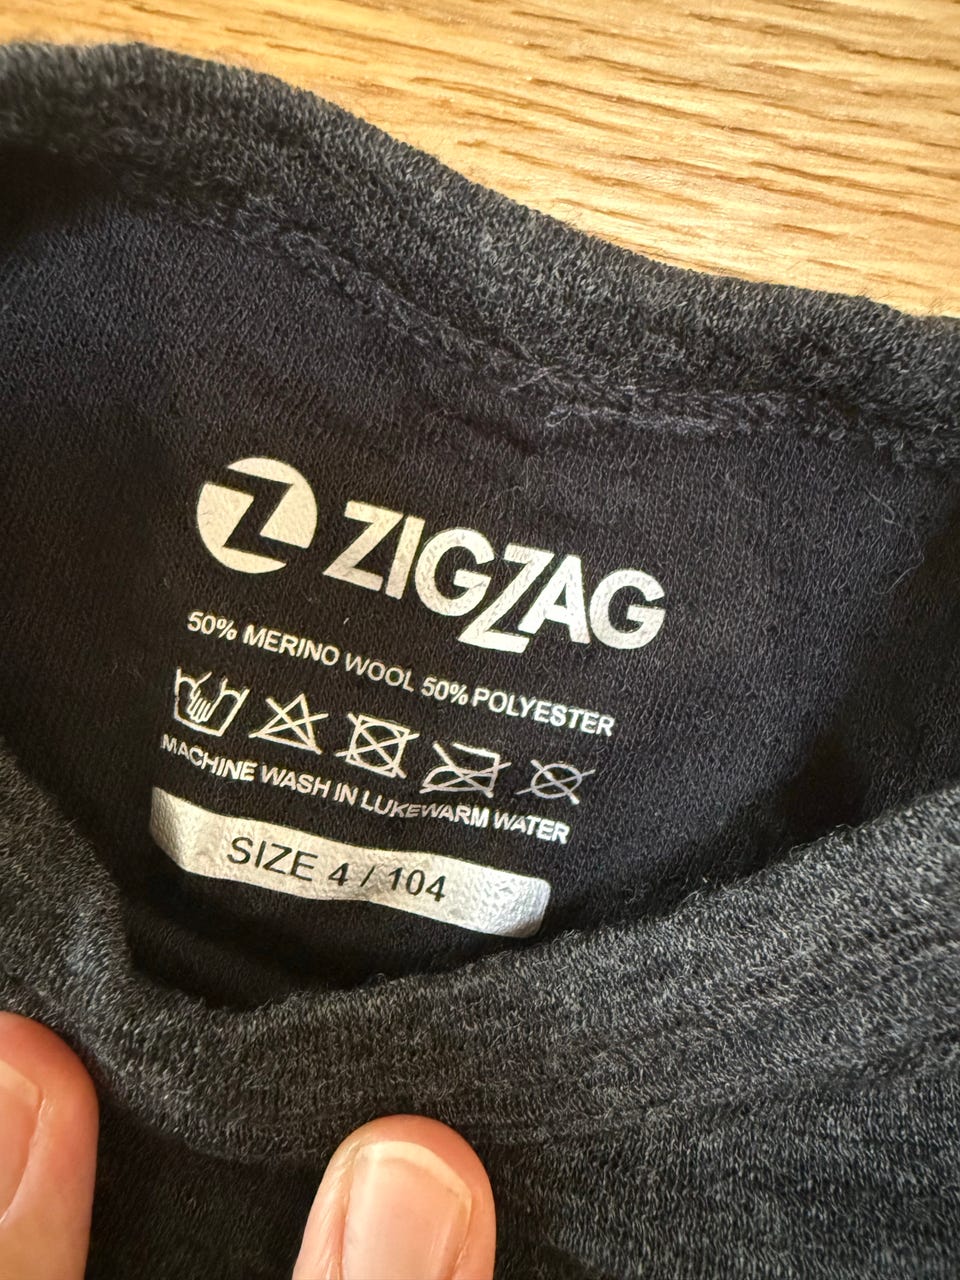 Z ZIGZAG
50% MERINO WOOL 50% POLYESTER
MACHINE WASH IN LUKEWARM WATER
SIZE 4 / 104